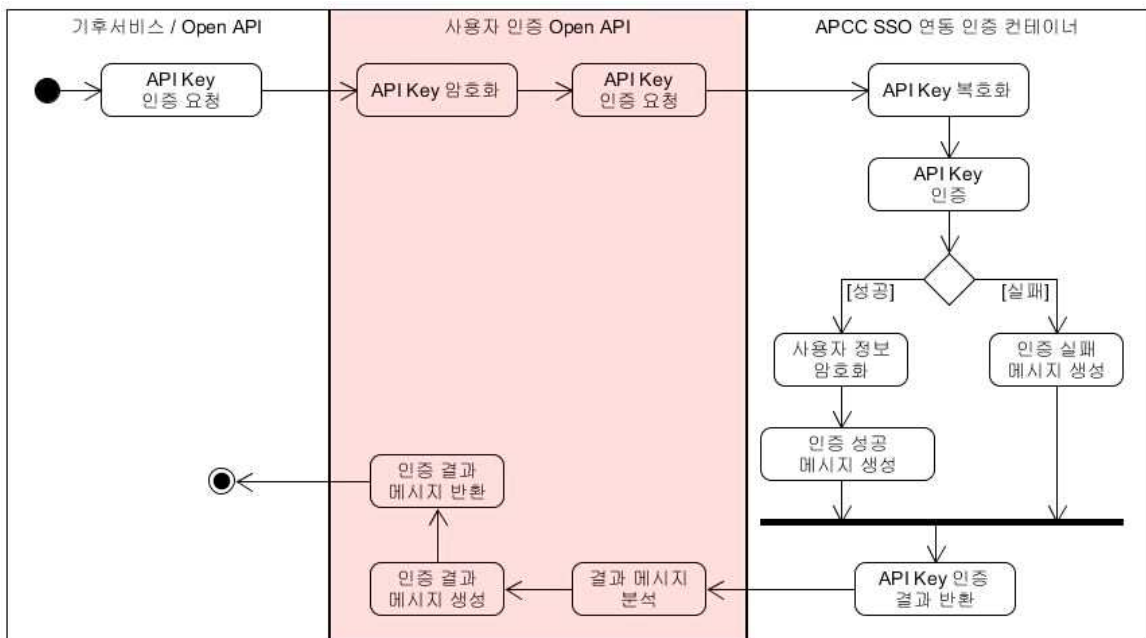 기후서비스 / Open API
사용자 인증 Open API
APCC SSO 연동 인증 컨테이너
API Key
인증 요청
API Key 암호화
API Key
인증 요청
API Key 복호화
API Key
인증
[성공]
[실패]
사용자 정보
암호화
인증 실패
메시지 생성
인증 성공
메시지 생성
인증 결과
메시지 반환
인증 결과
메시지 생성
결과 메시지
분석
API Key 인증
결과 반환